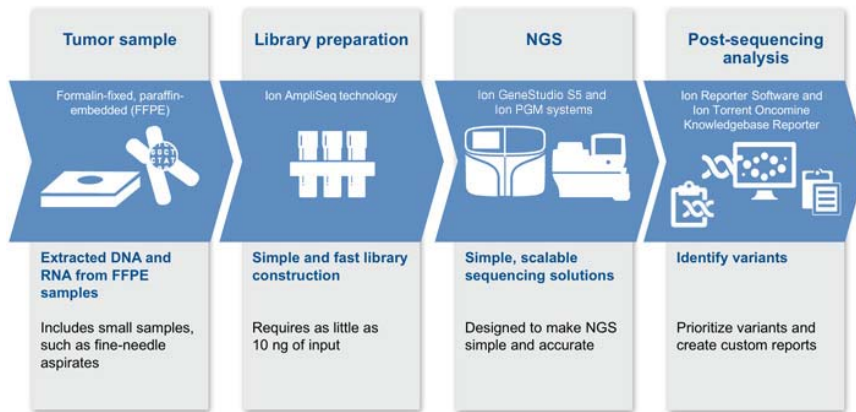 Tumor sample
Formalin-fixed, paraffin-
embedded (FFPE)
CTAT
Extracted DNA and
RNA from FFPE
samples
Includes small samples,
such as fine-needle
aspirates
Library preparation
Ion AmpliSeq technology
Simple and fast library
construction
Requires as little as
10 ng of input
NGS
Ion GeneStudio S5 and
Ion PGM systems
Simple, scalable
sequencing solutions
Designed to make NGS
simple and accurate
Post-sequencing
analysis
Ion Reporter Software and
Ion Torrent Oncomine
Knowledgebase Reporter
Identify variants
Prioritize variants and
create custom reports